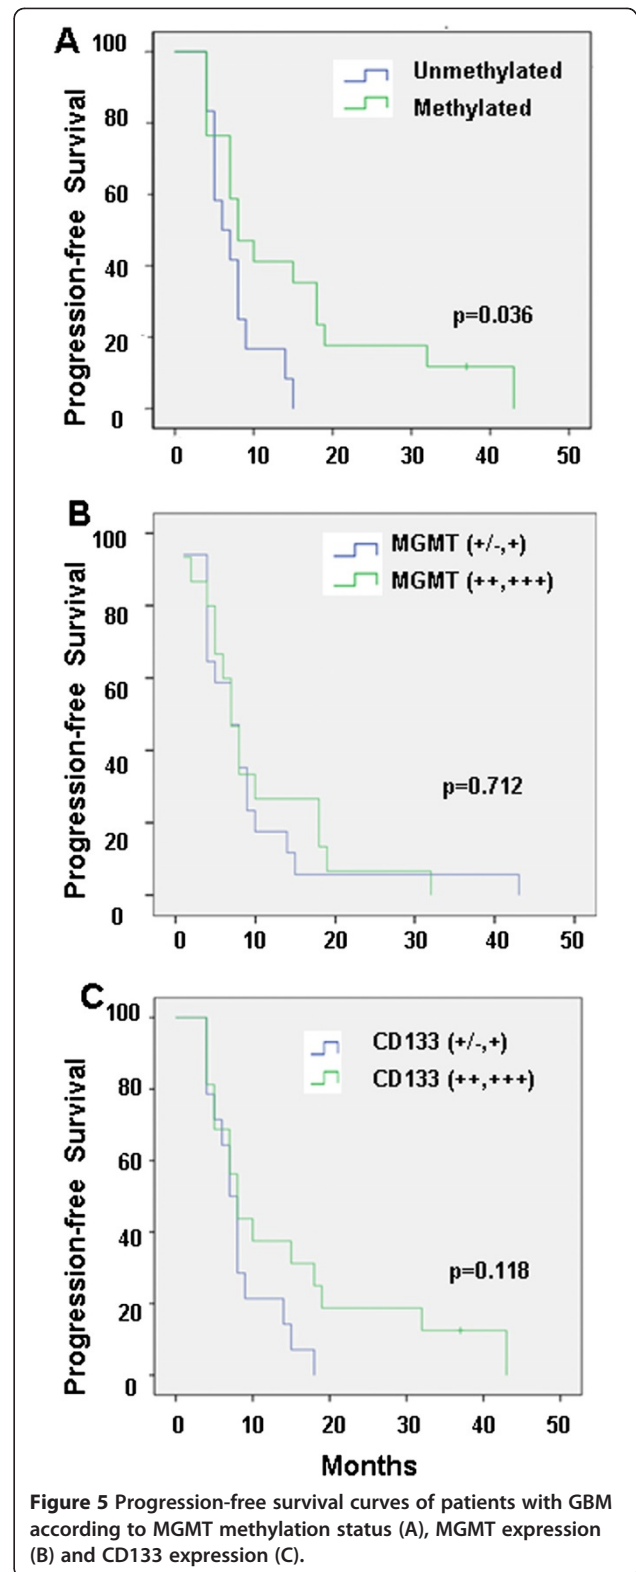 A
100
80
60
40
20
0
Progression-free Survival
Unmethylated
Methylated
p=0.036
0 10 20 30 40 50
B
100
80
60
40
20
0
Progression-free Survival
MGMT (+/-,+)
MGMT (++,+++)
p=0.712
0 10 20 30 40 50
C
100
80
60
40
20
0
Progression-free Survival
CD133 (+/-,+)
CD133 (++,+++)
p=0.118
0 10 20 30 40 50
Months
Figure 5 Progression-free survival curves of patients with GBM
according to MGMT methylation status (A), MGMT expression
(B) and CD133 expression (C).